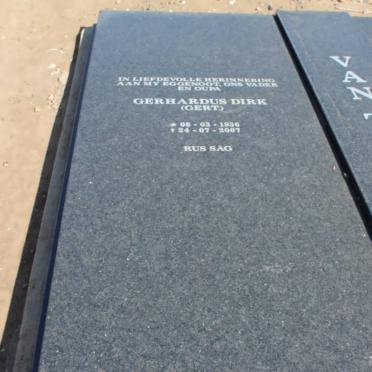 IN LIEFDEVOLLE HERINNERING
AAN MY EGGENOOT, ONS VADER
EN OUPA
GERHARDUS DIRK
(GERT)
* 08 - 03 - 1936
† 24 - 07 - 2007
RUS SAG
VAN